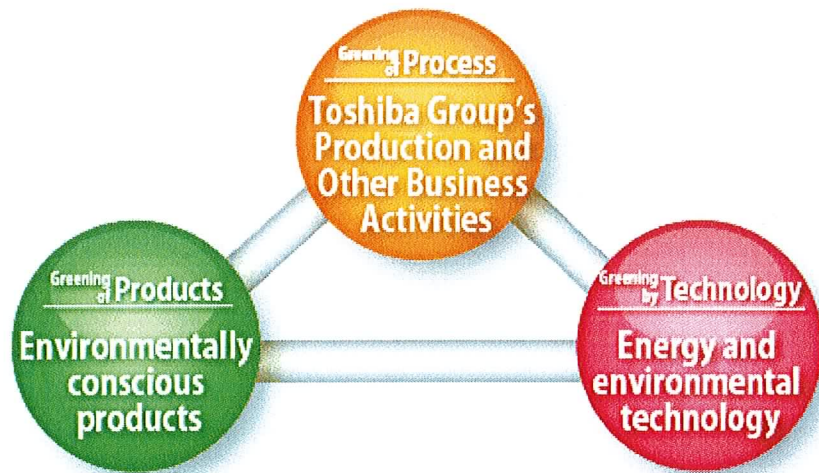 Greening of Process
Toshiba Group's
Production and
Other Business
Activities
Greening of Products
Environmentally
conscious
products
Greening by Technology
Energy and
environmental
technology